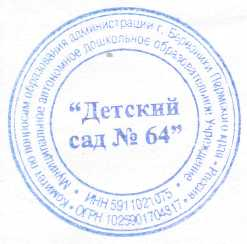 Комитет по вопросам образования администрации г. Березники Пермского края • Россия •
Муниципальное автономное дошкольное образовательное учреждение
"Детский
сад № 64"
ИНН 5911021075
ОГРН 1025901704917